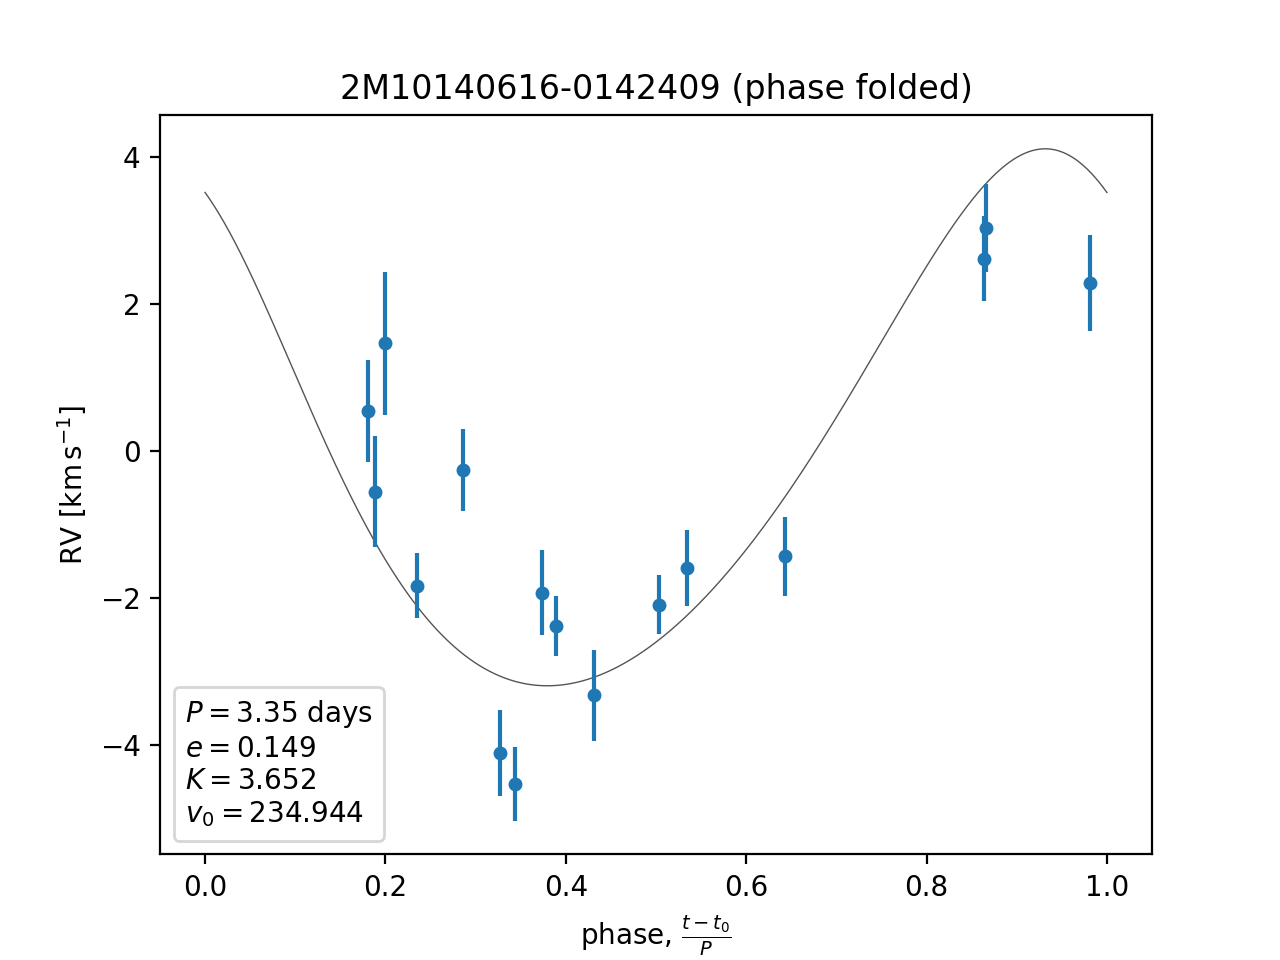 2M10140616-0142409 (phase folded)
RV [km s⁻¹]
4
2
0
−2
−4
P = 3.35 days
e = 0.149
K = 3.652
v₀ = 234.944
0.0 0.2 0.4 0.6 0.8 1.0
phase, (t − t₀)/P